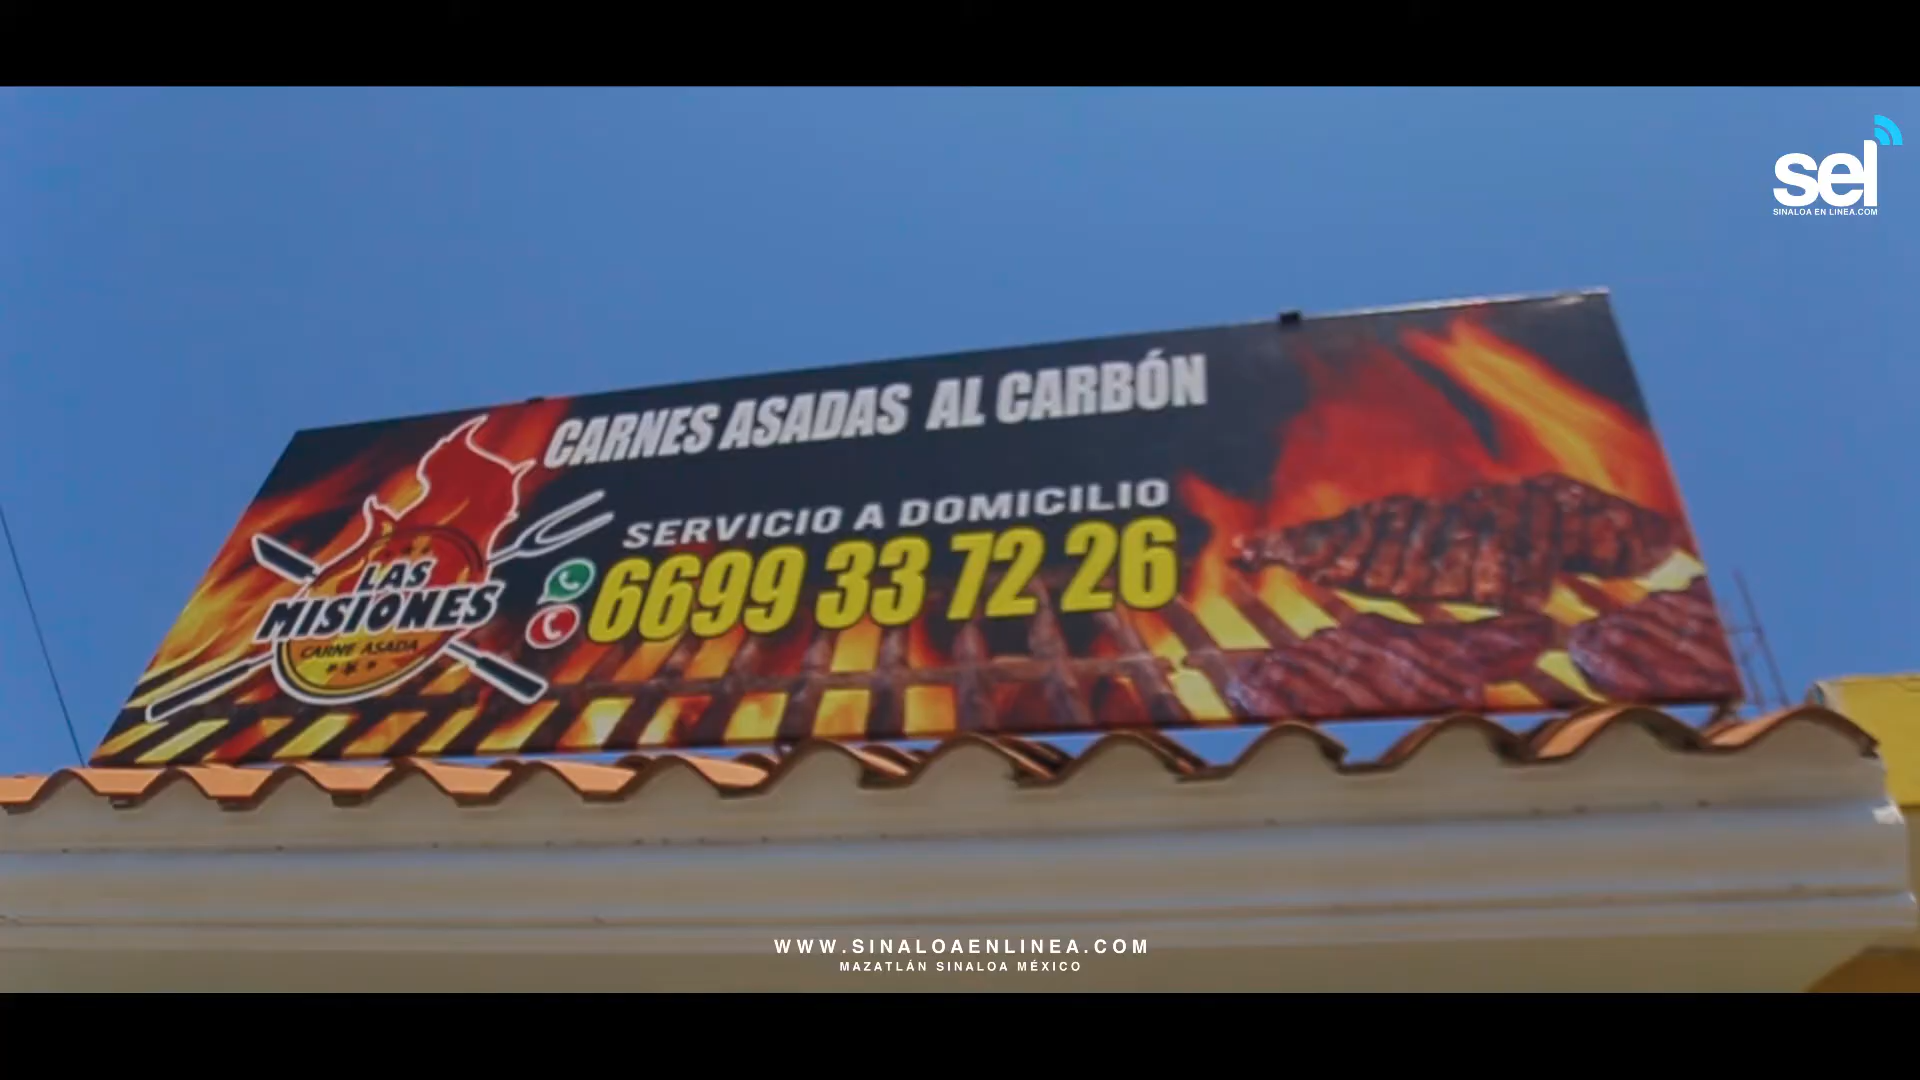 sel
SINALOA EN LINEA.COM
CARNES ASADAS AL CARBÓN
SERVICIO A DOMICILIO
6699 33 72 26
LAS
MISIONES
CARNE ASADA
WWW.SINALOAENLINEA.COM
MAZATLÁN SINALOA MÉXICO